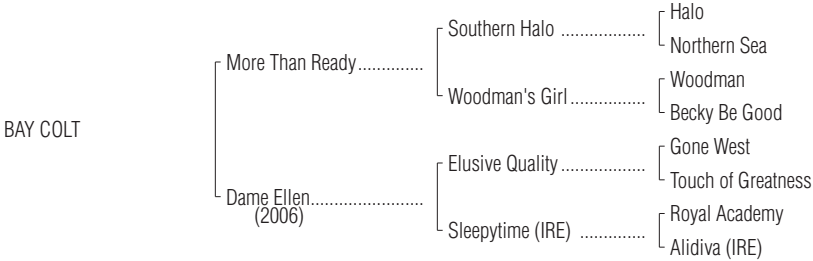 Halo
Southern Halo ..................
Northern Sea
More Than Ready..............
Woodman
Woodman's Girl................
Becky Be Good
BAY COLT
Gone West
Elusive Quality ..................
Touch of Greatness
Dame Ellen........................
(2006)
Royal Academy
Sleepytime (IRE) ..............
Alidiva (IRE)